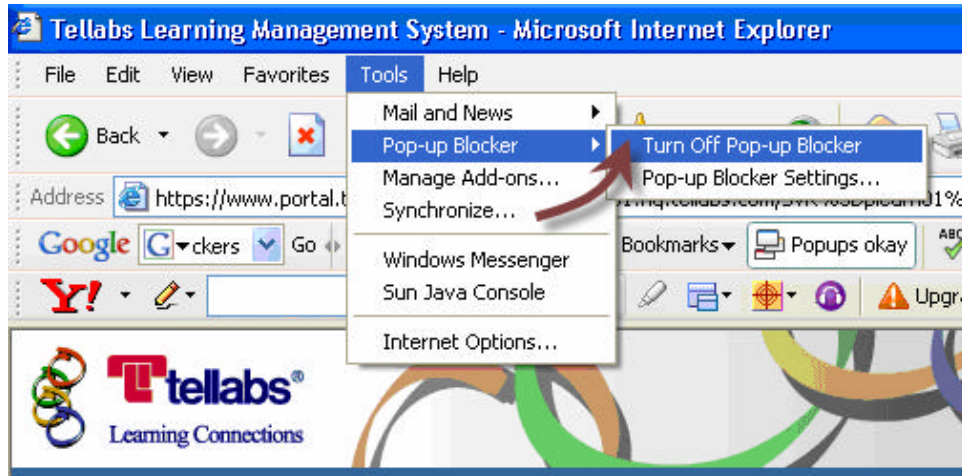 Tellabs Learning Management System - Microsoft Internet Explorer
File Edit View Favorites Tools Help
Mail and News
Back
Pop-up Blocker Turn Off Pop-up Blocker
Manage Add-ons... Pop-up Blocker Settings...
Address https://www.portal.t
Synchronize...
Google G ckers Go Bookmarks Popups okay ABC
Windows Messenger
Y! Sun Java Console Upgr
Internet Options...
tellabs®
Learning Connections